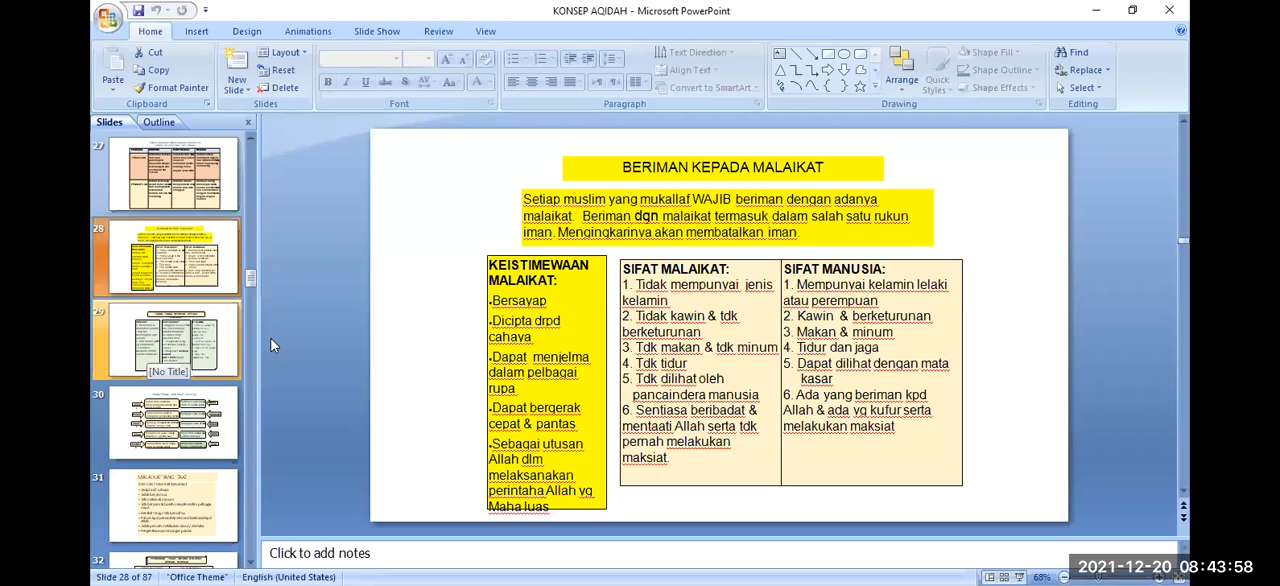 KONSEP AQIDAH - Microsoft PowerPoint
Home Insert Design Animations Slide Show Review View
Paste
Cut
Copy
Format Painter
Clipboard
New
Slide
Layout
Reset
Delete
Slides
Font
Text Direction
Align Text
Convert to SmartArt
Paragraph
Arrange
Quick
Styles
Shape Fill
Shape Outline
Shape Effects
Drawing
Find
Replace
Select
Editing
Slides Outline
27
28
29
[No Title]
30
31
32
BERIMAN KEPADA MALAIKAT
Setiap muslim yang mukallaf WAJIB beriman dengan adanya
malaikat. Beriman dgn malaikat termasuk dalam salah satu rukun
iman. Mengingkarinya akan membatalkan iman.
KEISTIMEWAAN
MALAIKAT:
•Bersayap
•Dicipta drpd
cahaya
•Dapat menjelma
dalam pelbagai
rupa
•Dapat bergerak
cepat & pantas
•Sebagai utusan
Allah dlm
melaksanakan
perintaha Allah yg
Maha luas
SIFAT MALAIKAT:
1. Tidak mempunyai jenis
kelamin
2. Tidak kawin & tdk
berketurunan
3. Tdk makan & tdk minum
4. Tdk tidur
5. Tdk dilihat oleh
pancaindera manusia
6. Sentiasa beribadat &
mentaati Allah serta tdk
pernah melakukan
maksiat.
SIFAT MANUSIA:
1. Mempunyai kelamin lelaki
atau perempuan
2. Kawin & berketurunan
3. Makan & minum
4. Tidur dan jaga
5. Dapat dilihat dengan mata
kasar
6. Ada yang beriman kpd
Allah & ada yg kufur serta
melakukan maksiat
Click to add notes
Slide 28 of 87 "Office Theme" English (United States) 68%
2021-12-20 08:43:58